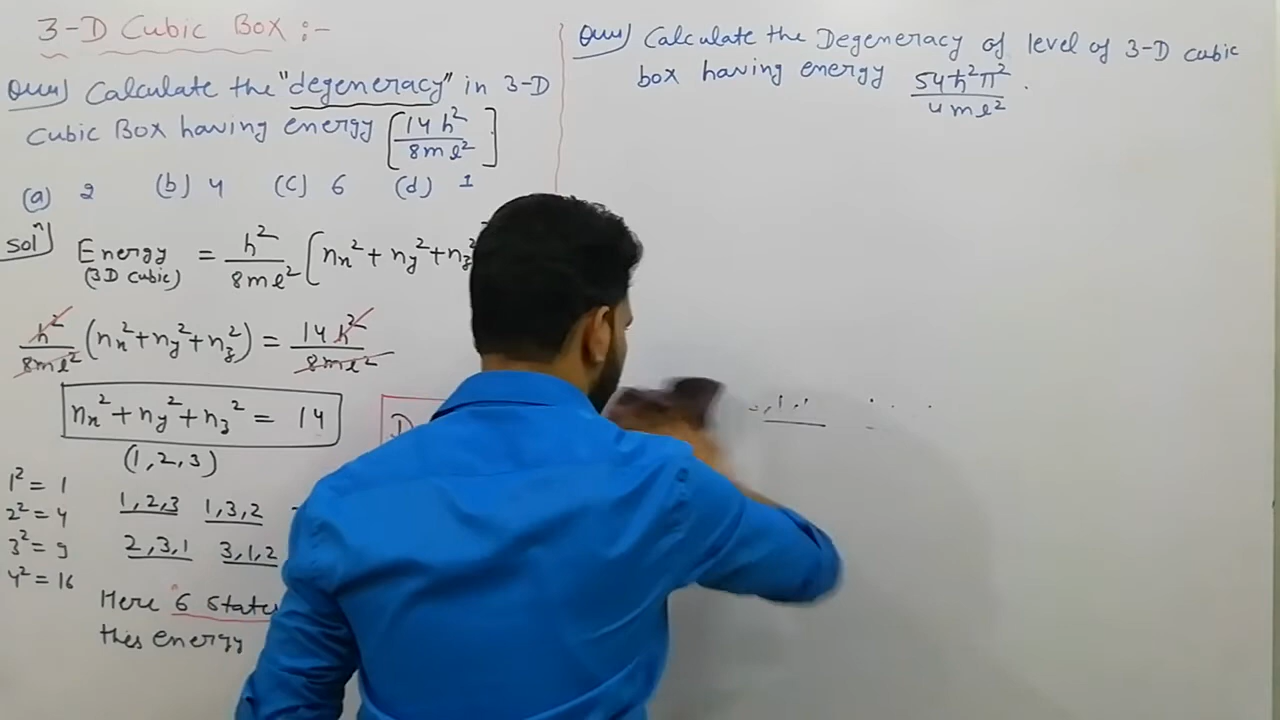 3-D Cubic Box :-
Ques) Calculate the "degeneracy" in 3-D
Cubic Box having energy [14 h² / 8ml²]
(a) 2 (b) 4 (c) 6 (d) 1
Solⁿ) Energy = h²/8ml² [nx² + ny² + nz²
(3D cubic)
h²/8ml² (nx² + ny² + nz²) = 14 h²/8ml²
nx² + ny² + nz² = 14
(1,2,3)
1² = 1
2² = 4
3² = 9
4² = 16
1,2,3 1,3,2
2,3,1 3,1,2
Here 6 state
this energy
D
Ques) Calculate the Degeneracy of level of 3-D cubic
box having energy 54ħ²π²/4ml² .